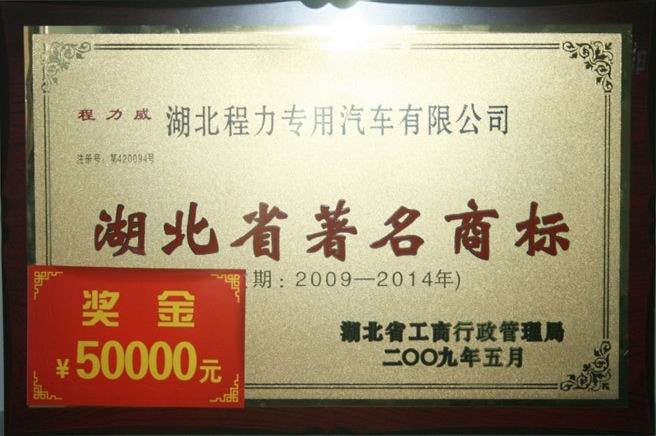 程力威 湖北程力专用汽车有限公司
注册号：第420094号
湖北省著名商标
期：2009—2014年)
奖金
¥50000元
湖北省工商行政管理局
二〇〇九年五月